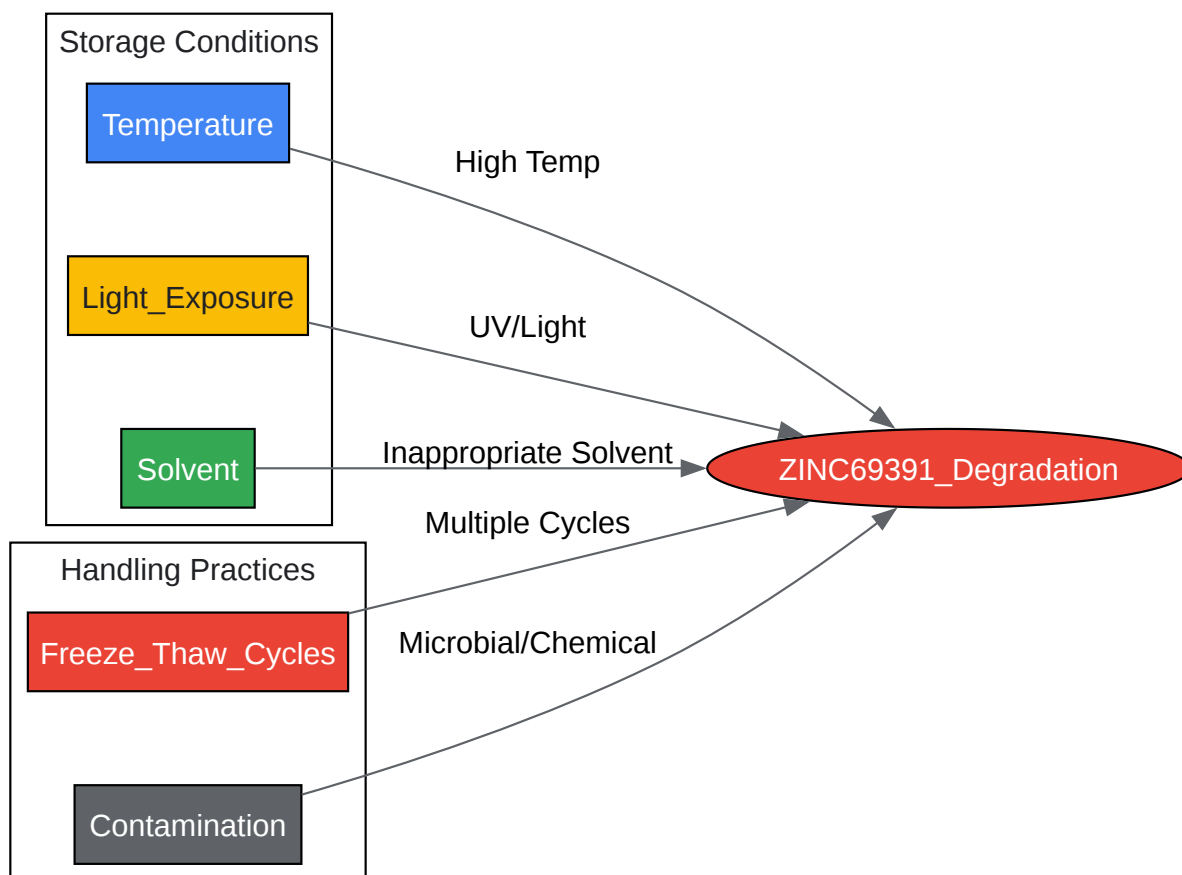 Storage Conditions
Temperature
High Temp
Light_Exposure
UV/Light
Solvent
Inappropriate Solvent
ZINC69391_Degradation
Multiple Cycles
Handling Practices
Freeze_Thaw_Cycles
Microbial/Chemical
Contamination